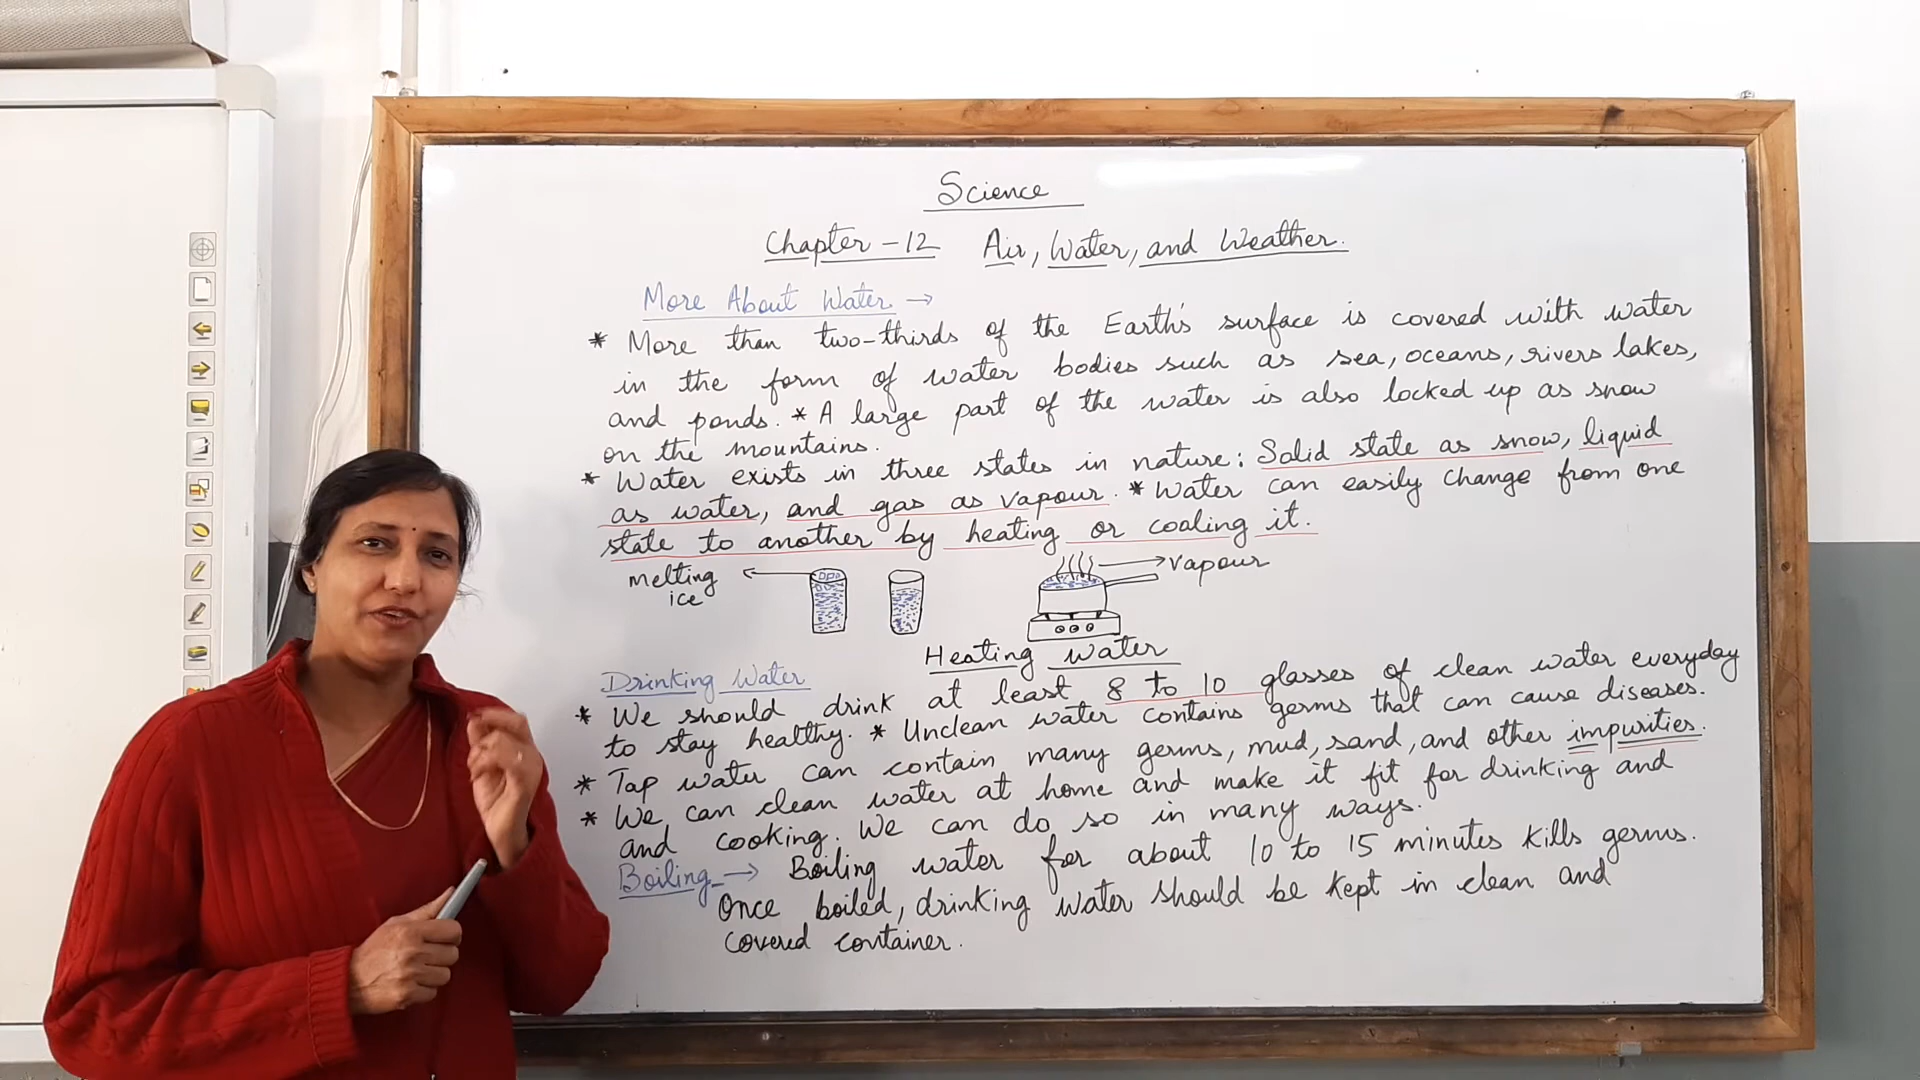 Science
Chapter - 12 Air, Water, and Weather.
More About Water →
* More than two-thirds of the Earth's surface is covered with water
in the form of water bodies such as sea, oceans, rivers lakes,
and ponds. * A large part of the water is also locked up as snow
on the mountains.
* Water exists in three states in nature: Solid state as snow, liquid
as water, and gas as vapour. * Water can easily change from one
state to another by heating or cooling it.
melting
ice
→ vapour
Heating water
Drinking Water
* We should drink at least 8 to 10 glasses of clean water everyday
to stay healthy. * Unclean water contains germs that can cause diseases.
* Tap water can contain many germs, mud, sand, and other impurities.
* We can clean water at home and make it fit for drinking and
and cooking. We can do so in many ways.
Boiling → Boiling water for about 10 to 15 minutes kills germs.
Once boiled, drinking water should be kept in clean and
covered container.